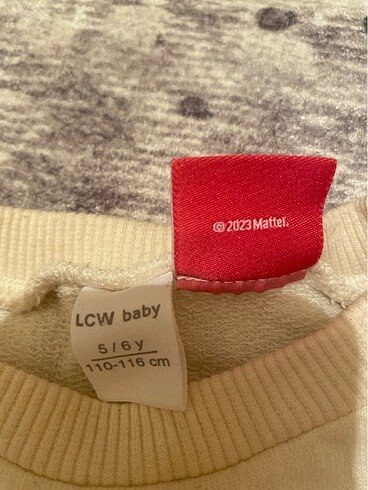 ©2023 Mattel.
LCW baby
5/6 y
110-116 cm